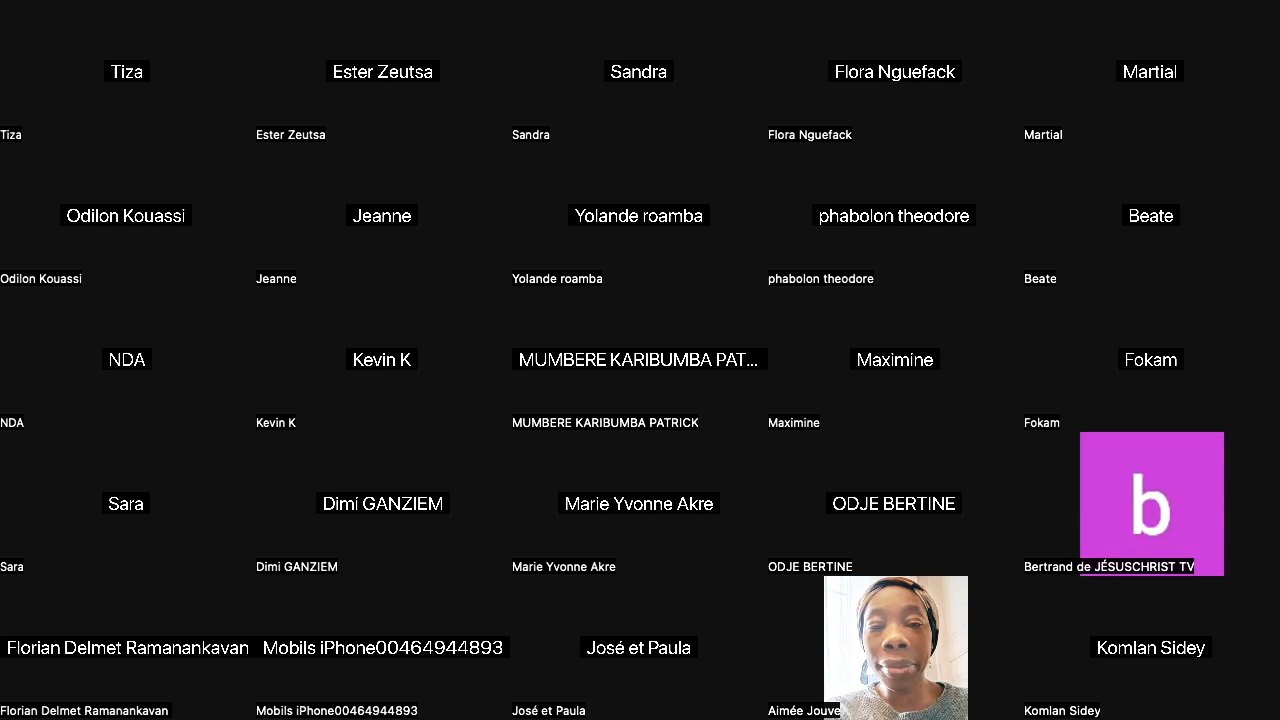 Tiza
Ester Zeutsa
Sandra
Flora Nguefack
Martial
Tiza
Ester Zeutsa
Sandra
Flora Nguefack
Martial
Odilon Kouassi
Jeanne
Yolande roamba
phabolon theodore
Beate
Odilon Kouassi
Jeanne
Yolande roamba
phabolon theodore
Beate
NDA
Kevin K
MUMBERE KARIBUMBA PAT...
Maximine
Fokam
NDA
Kevin K
MUMBERE KARIBUMBA PATRICK
Maximine
Fokam
Sara
Dimi GANZIEM
Marie Yvonne Akre
ODJE BERTINE
b
Sara
Dimi GANZIEM
Marie Yvonne Akre
ODJE BERTINE
Bertrand de JÉSUSCHRIST TV
Florian Delmet Ramanankavan
Mobils iPhone00464944893
José et Paula
Komlan Sidey
Florian Delmet Ramanankavan
Mobils iPhone00464944893
José et Paula
Aimée Jouve
Komlan Sidey